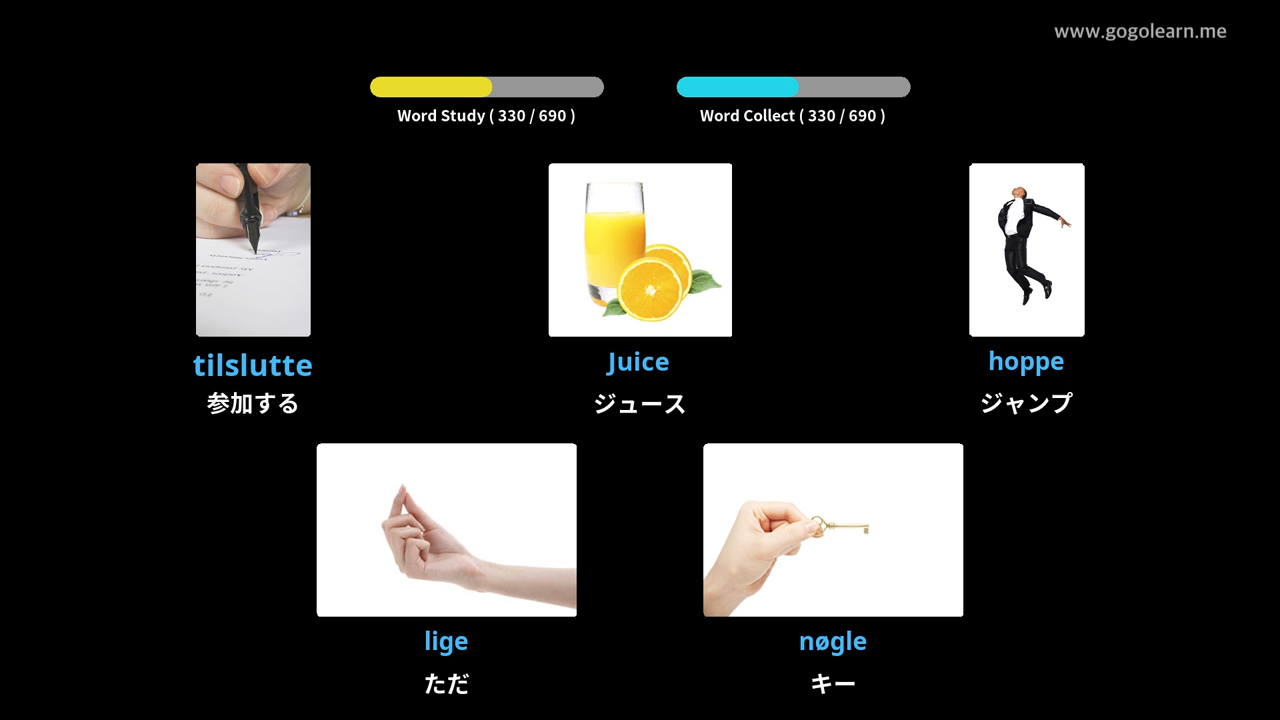 www.gogolearn.me
Word Study ( 330 / 690 )
Word Collect ( 330 / 690 )
tilslutte
参加する
Juice
ジュース
hoppe
ジャンプ
lige
ただ
nøgle
キー